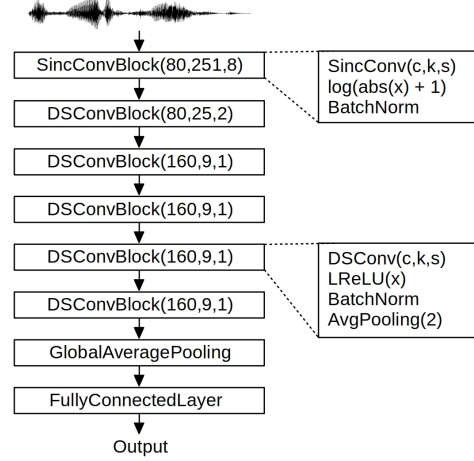 SincConvBlock(80,251,8)
SincConv(c,k,s)
log(abs(x) + 1)
BatchNorm
DSConvBlock(80,25,2)
DSConvBlock(160,9,1)
DSConvBlock(160,9,1)
DSConvBlock(160,9,1)
DSConv(c,k,s)
LReLU(x)
BatchNorm
AvgPooling(2)
DSConvBlock(160,9,1)
GlobalAveragePooling
FullyConnectedLayer
Output